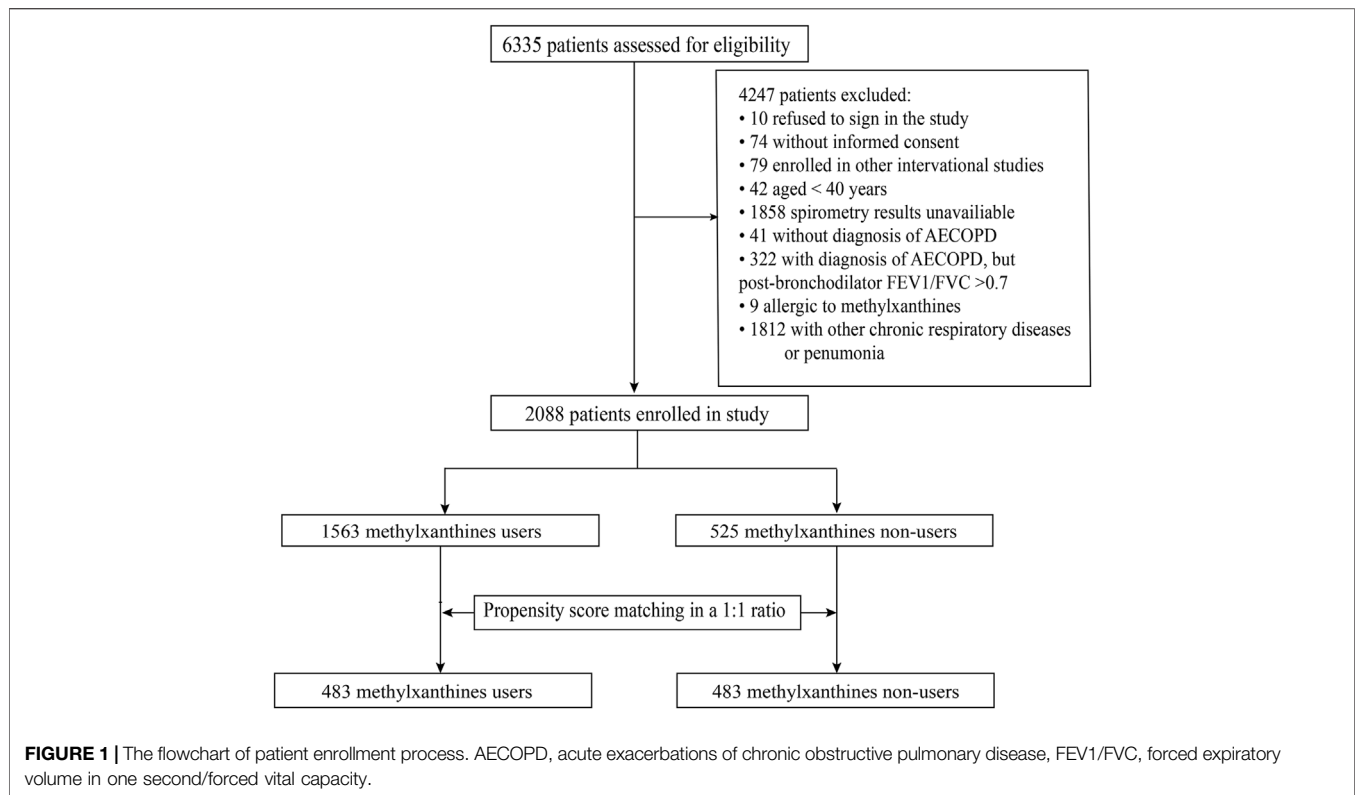 6335 patients assessed for eligibility
4247 patients excluded:
• 10 refused to sign in the study
• 74 without informed consent
• 79 enrolled in other intervational studies
• 42 aged < 40 years
• 1858 spirometry results unavailiable
• 41 without diagnosis of AECOPD
• 322 with diagnosis of AECOPD, but
post-bronchodilator FEV1/FVC >0.7
• 9 allergic to methylxanthines
• 1812 with other chronic respiratory diseases
or penumonia
2088 patients enrolled in study
1563 methylxanthines users
525 methylxanthines non-users
Propensity score matching in a 1:1 ratio
483 methylxanthines users
483 methylxanthines non-users
FIGURE 1 | The flowchart of patient enrollment process. AECOPD, acute exacerbations of chronic obstructive pulmonary disease, FEV1/FVC, forced expiratory
volume in one second/forced vital capacity.